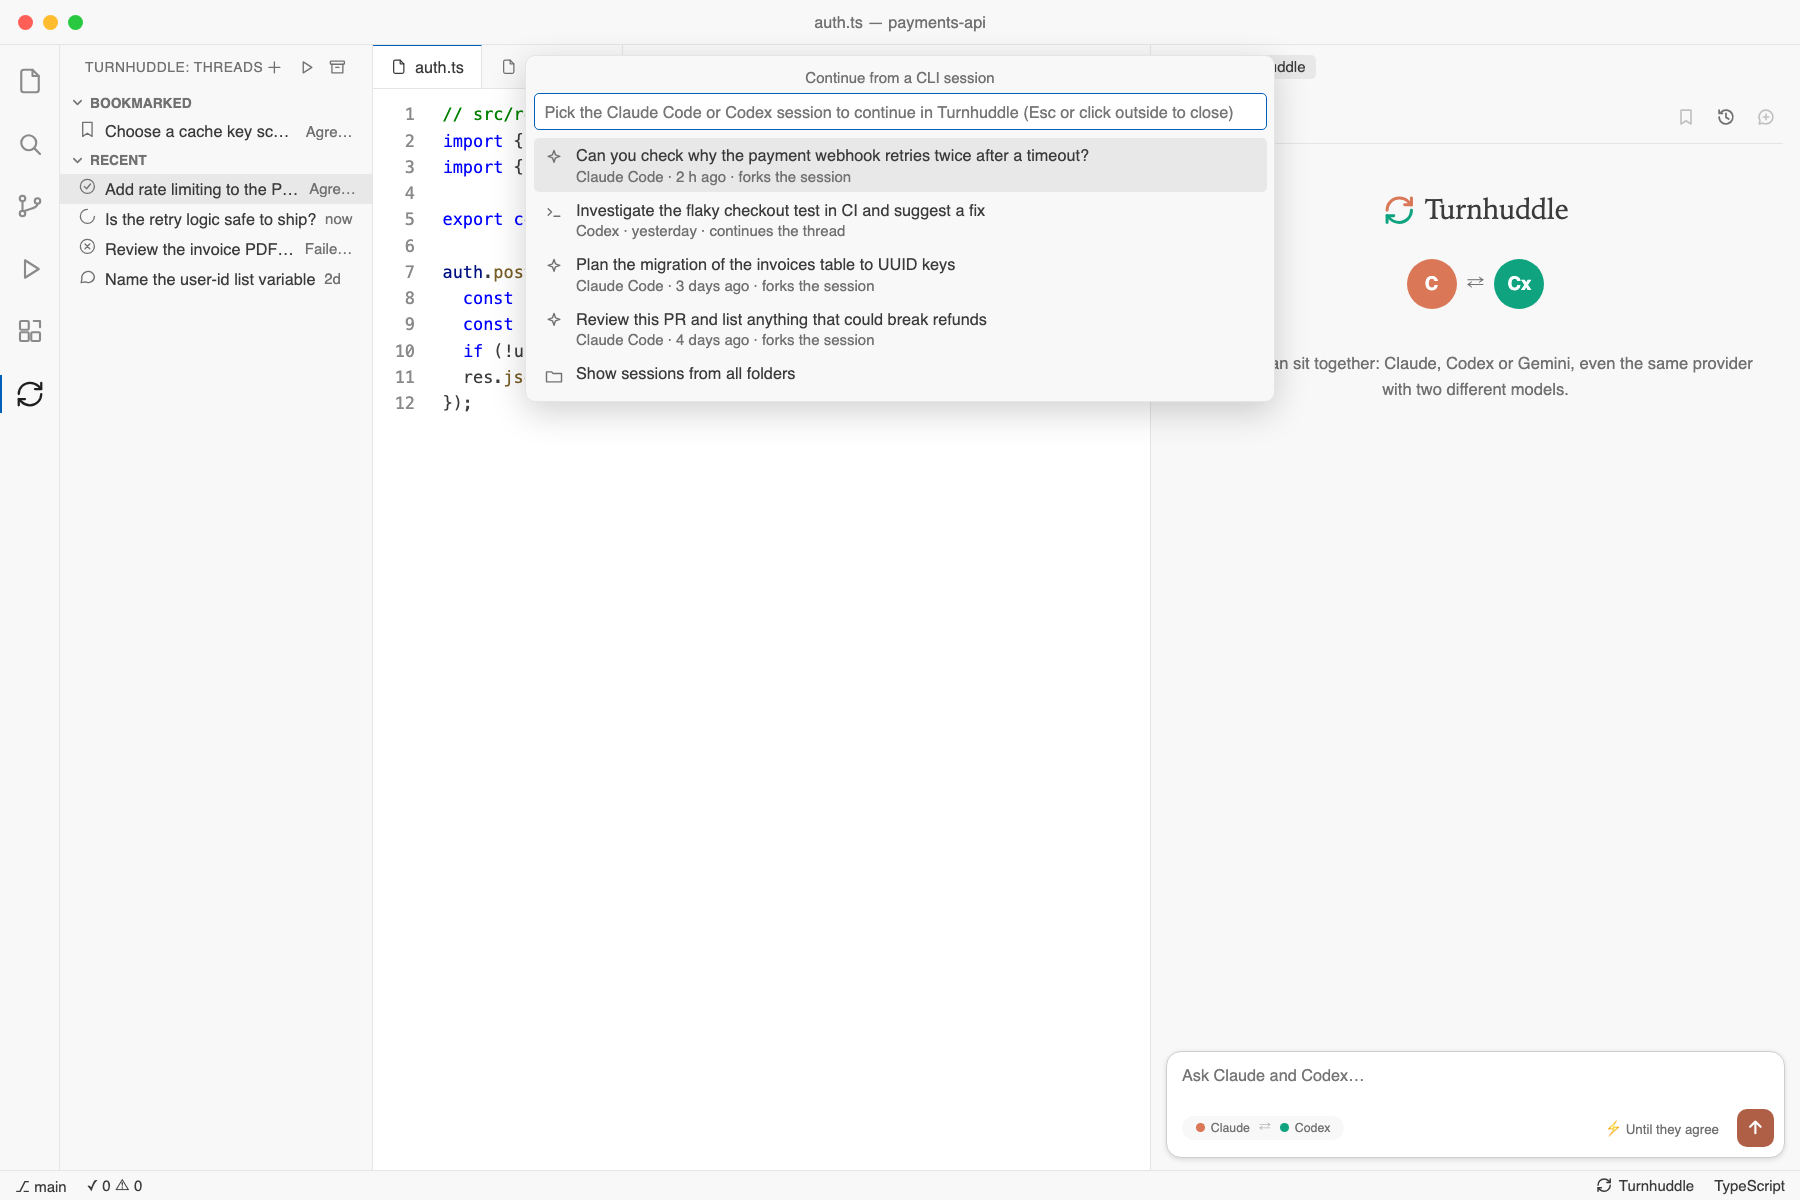 auth.ts — payments-api
TURNHUDDLE: THREADS
BOOKMARKED
Choose a cache key sc… Agre…
RECENT
Add rate limiting to the P… Agre…
Is the retry logic safe to ship? now
Review the invoice PDF… Faile…
Name the user-id list variable 2d
auth.ts
1 // src/r
2 import {
3 import {
4
5 export c
6
7 auth.pos
8 const
9 const
10 if (!u
11 res.js
12 });
Continue from a CLI session
Pick the Claude Code or Codex session to continue in Turnhuddle (Esc or click outside to close)
Can you check why the payment webhook retries twice after a timeout?
Claude Code · 2 h ago · forks the session
Investigate the flaky checkout test in CI and suggest a fix
Codex · yesterday · continues the thread
Plan the migration of the invoices table to UUID keys
Claude Code · 3 days ago · forks the session
Review this PR and list anything that could break refunds
Claude Code · 4 days ago · forks the session
Show sessions from all folders
ddle
Turnhuddle
C ⇄ Cx
an sit together: Claude, Codex or Gemini, even the same provider
with two different models.
Ask Claude and Codex…
Claude ⇄ Codex
⚡ Until they agree
main ✓ 0 ⚠ 0
Turnhuddle TypeScript